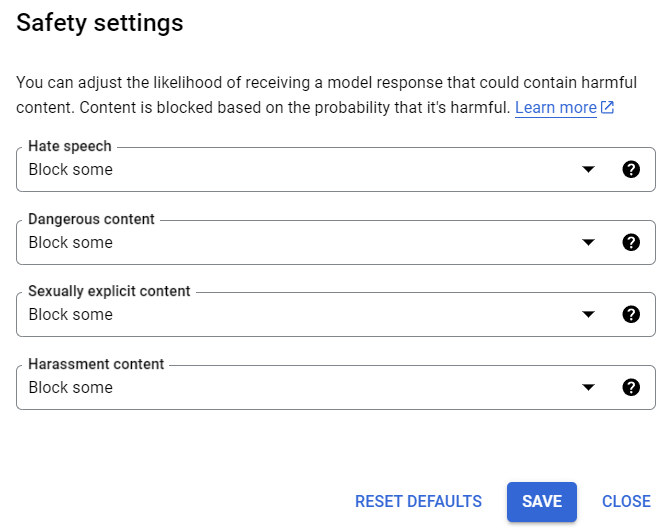 Safety settings
You can adjust the likelihood of receiving a model response that could contain harmful
content. Content is blocked based on the probability that it's harmful. Learn more
Hate speech
Block some
Dangerous content
Block some
Sexually explicit content
Block some
Harassment content
Block some
RESET DEFAULTS SAVE CLOSE